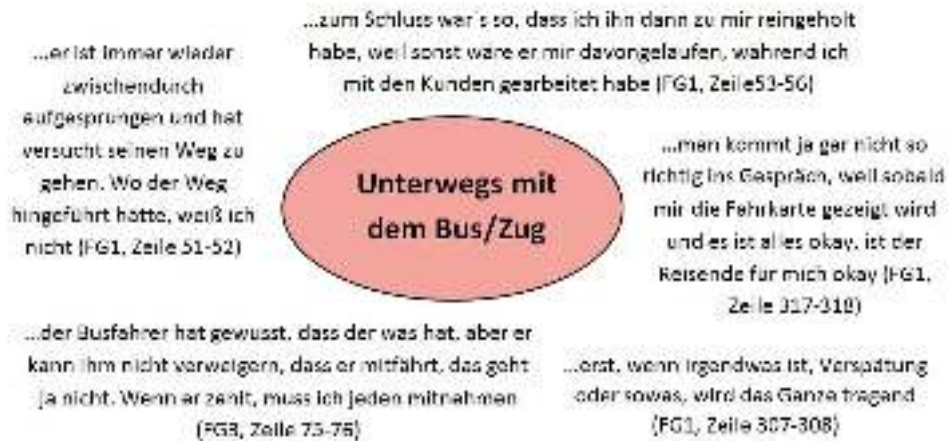 ...zum Schluss war's so, dass ich ihn dann zu mir reingeholt
habe, weil sonst wäre er mir davongelaufen, während ich
mit den Kunden gearbeitet habe (FG1, Zeile53-56)
...er ist immer wieder
zwischendurch
aufgesprungen und hat
versucht seinen Weg zu
gehen. Wo der Weg
hingeführt hätte, weiß ich
nicht (FG1, Zeile 51-52)
Unterwegs mit
dem Bus/Zug
...man kommt ja gar nicht so
richtig ins Gespräch, weil sobald
mir die Fahrkarte gezeigt wird
und es ist alles okay, ist der
Reisende für mich okay (FG1,
Zeile 317-318)
...der Busfahrer hat gewusst, dass der was hat, aber er
kann ihm nicht verweigern, dass er mitfährt, das geht
ja nicht. Wenn er zahlt, muss ich jeden mitnehmen
(FG3, Zeile 75-76)
...erst, wenn irgendwas ist, Verspätung
oder sowas, wird das Ganze tragend
(FG1, Zeile 307-308)